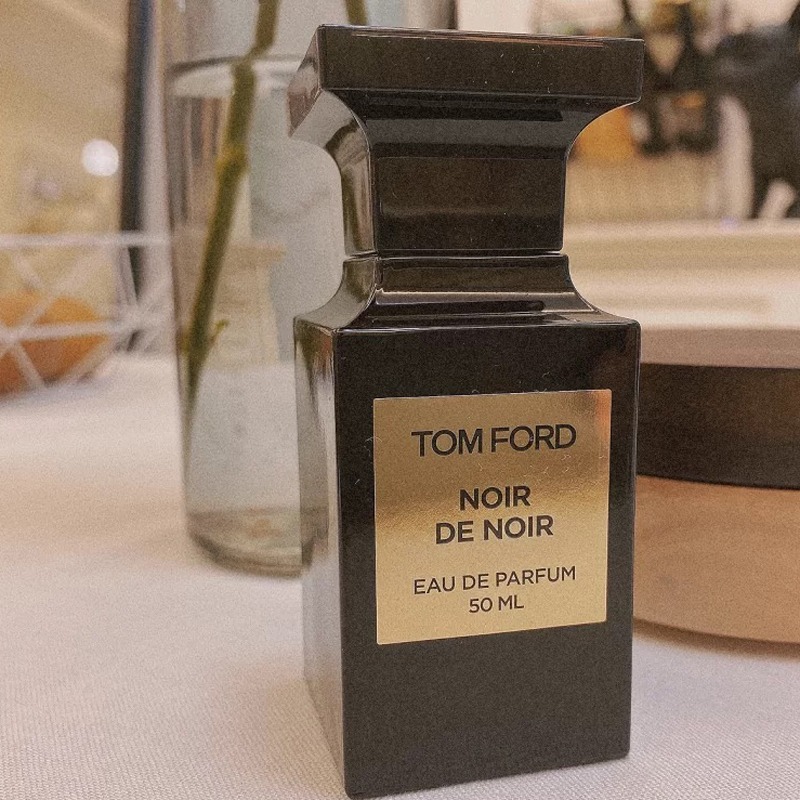 TOM FORD
NOIR
DE NOIR
EAU DE PARFUM
50 ML